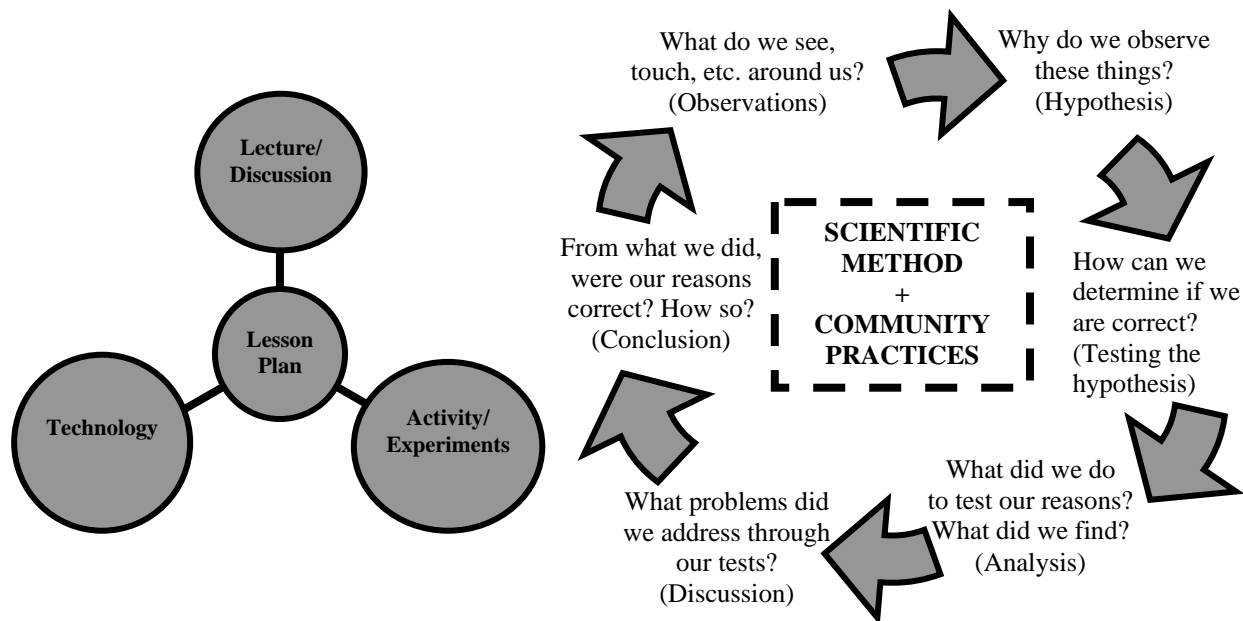 Lecture/
Discussion
Lesson
Plan
Technology
Activity/
Experiments
What do we see,
touch, etc. around us?
(Observations)
Why do we observe
these things?
(Hypothesis)
How can we
determine if we
are correct?
(Testing the
hypothesis)
What did we do
to test our reasons?
What did we find?
(Analysis)
What problems did
we address through
our tests?
(Discussion)
From what we did,
were our reasons
correct? How so?
(Conclusion)
SCIENTIFIC
METHOD
+
COMMUNITY
PRACTICES